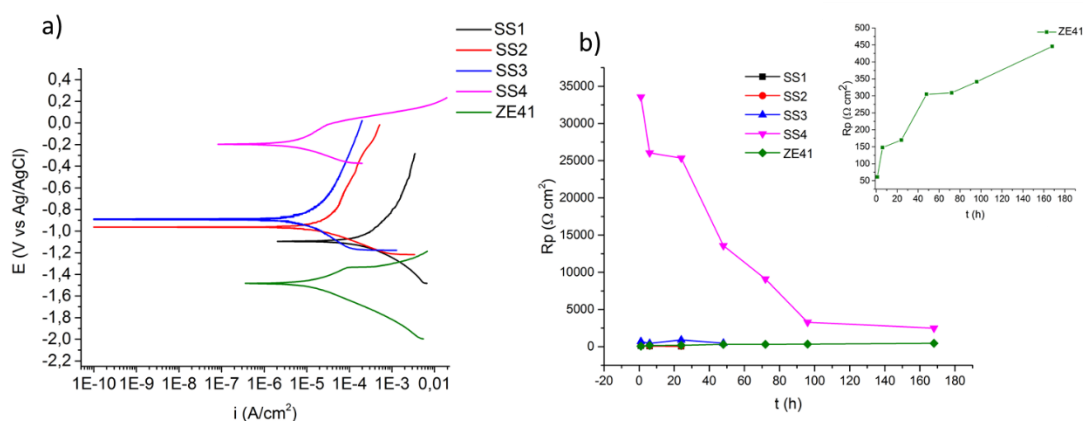 a)
SS1
SS2
SS3
SS4
ZE41
0,4
0,2
0,0
-0,2
-0,4
-0,6
-0,8
-1,0
-1,2
-1,4
-1,6
-1,8
-2,0
-2,2
E (V vs Ag/AgCl)
1E-10 1E-9 1E-8 1E-7 1E-6 1E-5 1E-4 1E-3 0,01
i (A/cm²)
b)
SS1
SS2
SS3
SS4
ZE41
35000
30000
25000
20000
15000
10000
5000
0
Rp (Ω cm²)
-20 0 20 40 60 80 100 120 140 160 180
t (h)
ZE41
500
450
400
350
300
250
200
150
100
50
Rp (Ω cm²)
0 20 40 60 80 100 120 140 160 180
t (h)